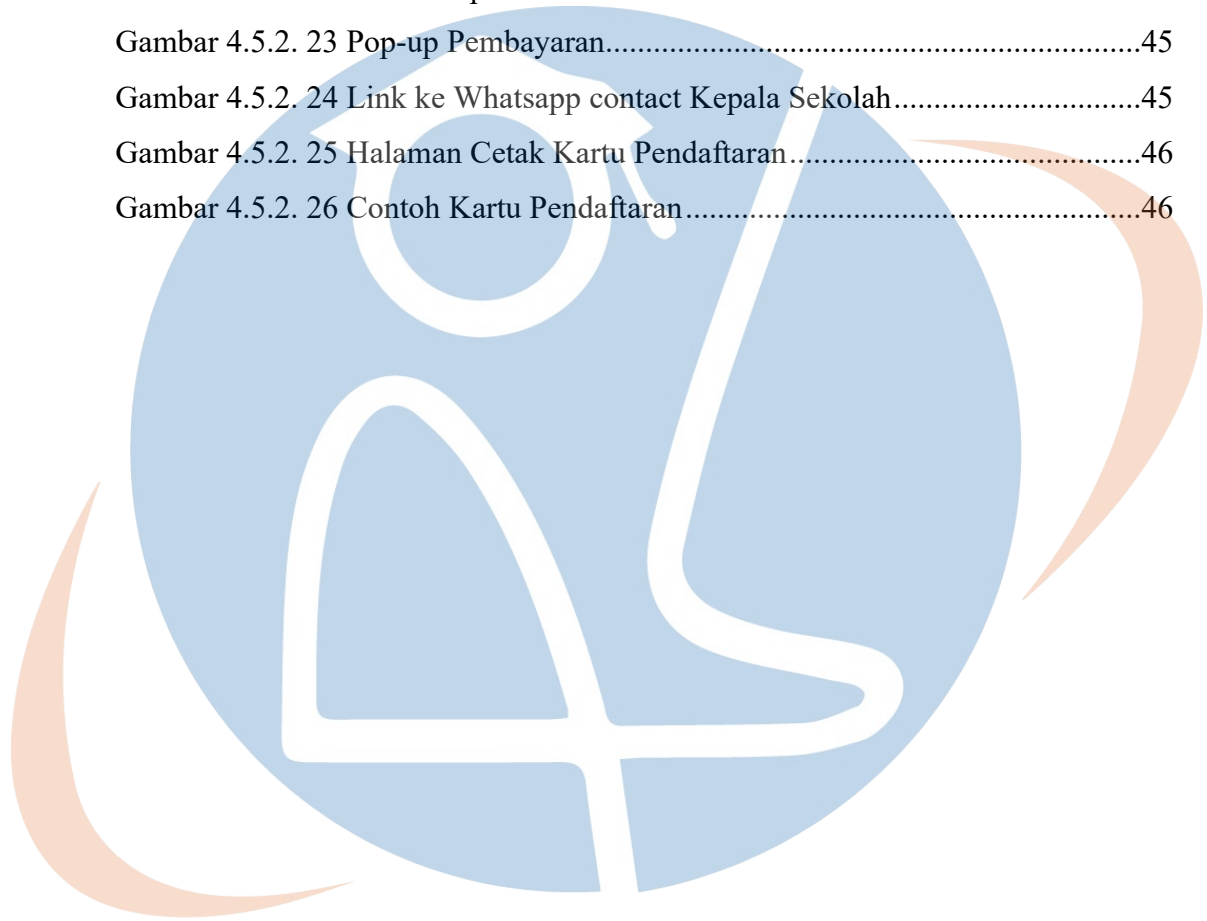 Gambar 4.5.2. 23 Pop-up Pembayaran....................................................................45
Gambar 4.5.2. 24 Link ke Whatsapp contact Kepala Sekolah...............................45
Gambar 4.5.2. 25 Halaman Cetak Kartu Pendaftaran............................................46
Gambar 4.5.2. 26 Contoh Kartu Pendaftaran.........................................................46